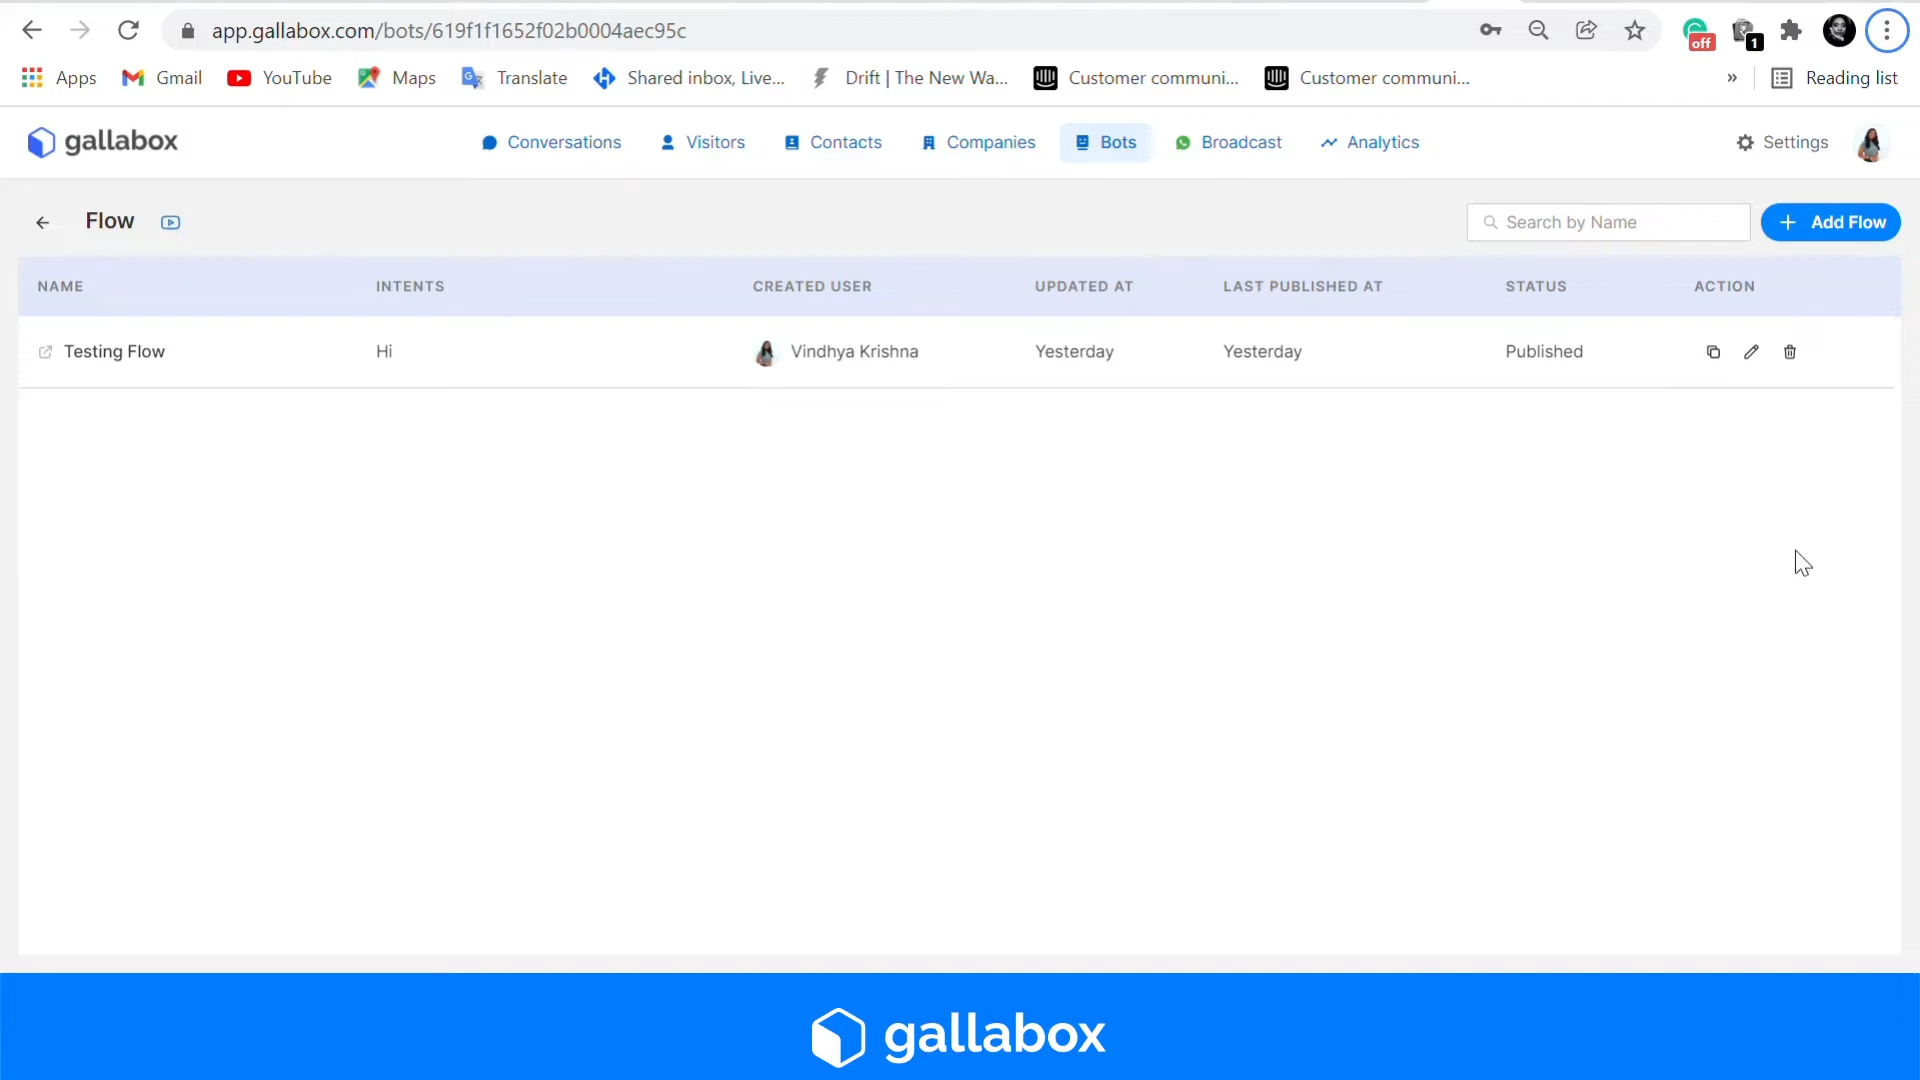 app.gallabox.com/bots/619f1f1652f02b0004aec95c
off
1
Apps
Gmail
YouTube
Maps
Translate
Shared inbox, Live...
Drift | The New Wa...
Customer communi...
Customer communi...
»
Reading list
gallabox
Conversations
Visitors
Contacts
Companies
Bots
Broadcast
Analytics
Settings
Flow
Search by Name
+ Add Flow
NAME INTENTS CREATED USER UPDATED AT LAST PUBLISHED AT STATUS ACTION
Testing Flow Hi Vindhya Krishna Yesterday Yesterday Published
gallabox